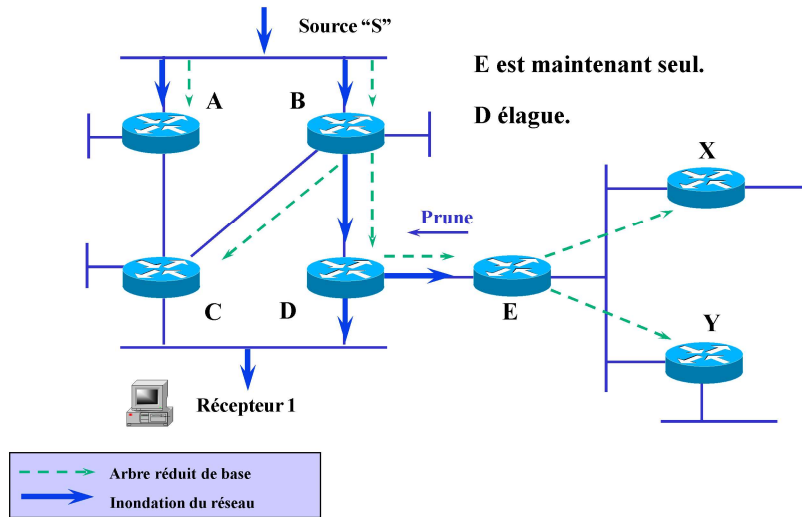 Source “S”
E est maintenant seul.
D élague.
A
B
X
Prune
C
D
E
Y
Récepteur 1
Arbre réduit de base
Inondation du réseau